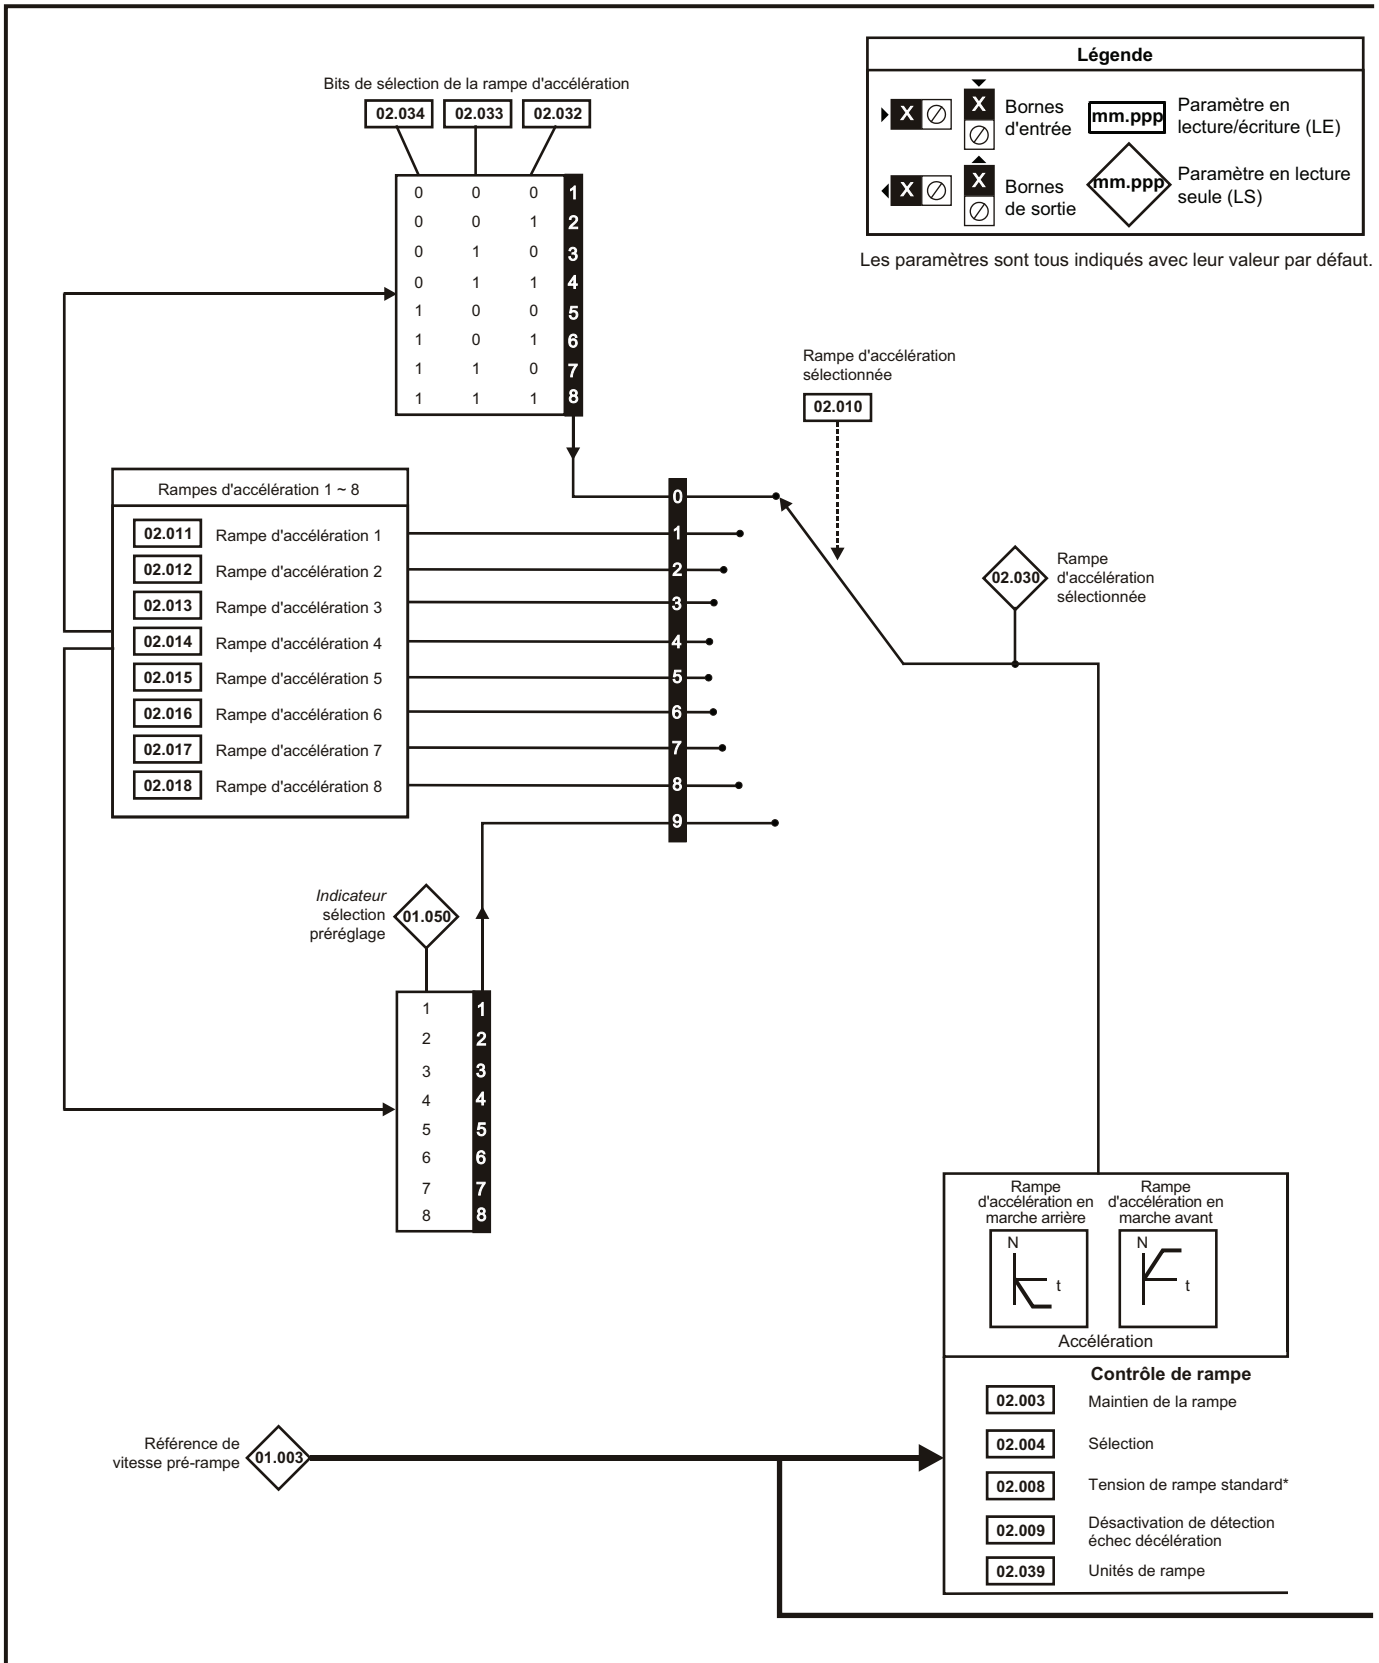 Légende
X
X
Bornes
d'entrée
mm.ppp
Paramètre en
lecture/écriture (LE)
X
X
Bornes
de sortie
mm.ppp
Paramètre en lecture
seule (LS)
Les paramètres sont tous indiqués avec leur valeur par défaut.
Bits de sélection de la rampe d'accélération
02.034 02.033 02.032
0 0 0 1
0 0 1 2
0 1 0 3
0 1 1 4
1 0 0 5
1 0 1 6
1 1 0 7
1 1 1 8
Rampe d'accélération
sélectionnée
02.010
Rampes d'accélération 1 ~ 8
02.011 Rampe d'accélération 1
02.012 Rampe d'accélération 2
02.013 Rampe d'accélération 3
02.014 Rampe d'accélération 4
02.015 Rampe d'accélération 5
02.016 Rampe d'accélération 6
02.017 Rampe d'accélération 7
02.018 Rampe d'accélération 8
0
1
2
3
4
5
6
7
8
9
02.030
Rampe
d'accélération
sélectionnée
Indicateur
sélection
préréglage
01.050
1 1
2 2
3 3
4 4
5 5
6 6
7 7
8 8
Rampe
d'accélération en
marche arrière
N
t
Rampe
d'accélération en
marche avant
N
t
Accélération
Contrôle de rampe
02.003 Maintien de la rampe
02.004 Sélection
02.008 Tension de rampe standard*
02.009 Désactivation de détection
échec décélération
02.039 Unités de rampe
Référence de
vitesse pré-rampe
01.003